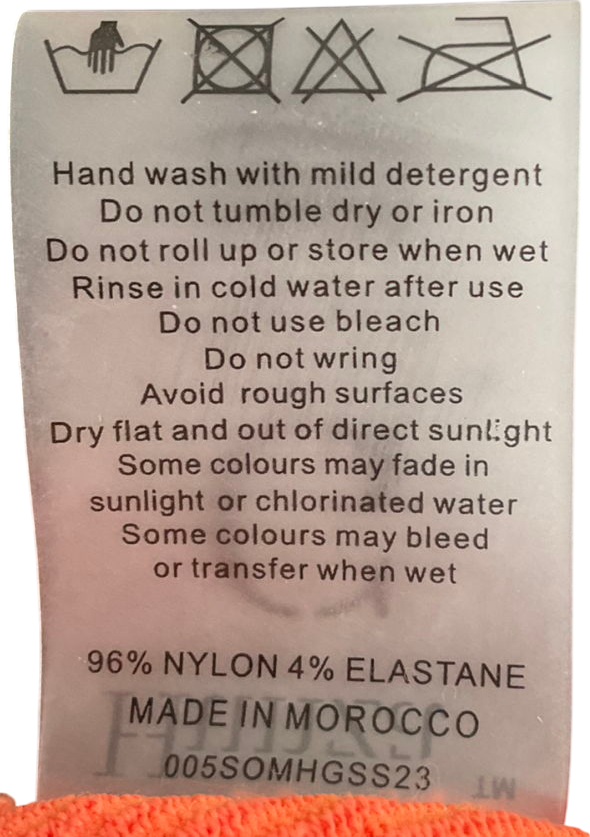 Hand wash with mild detergent
Do not tumble dry or iron
Do not roll up or store when wet
Rinse in cold water after use
Do not use bleach
Do not wring
Avoid rough surfaces
Dry flat and out of direct sunlight
Some colours may fade in
sunlight or chlorinated water
Some colours may bleed
or transfer when wet
96% NYLON 4% ELASTANE
MADE IN MOROCCO
005SOMHGSS23